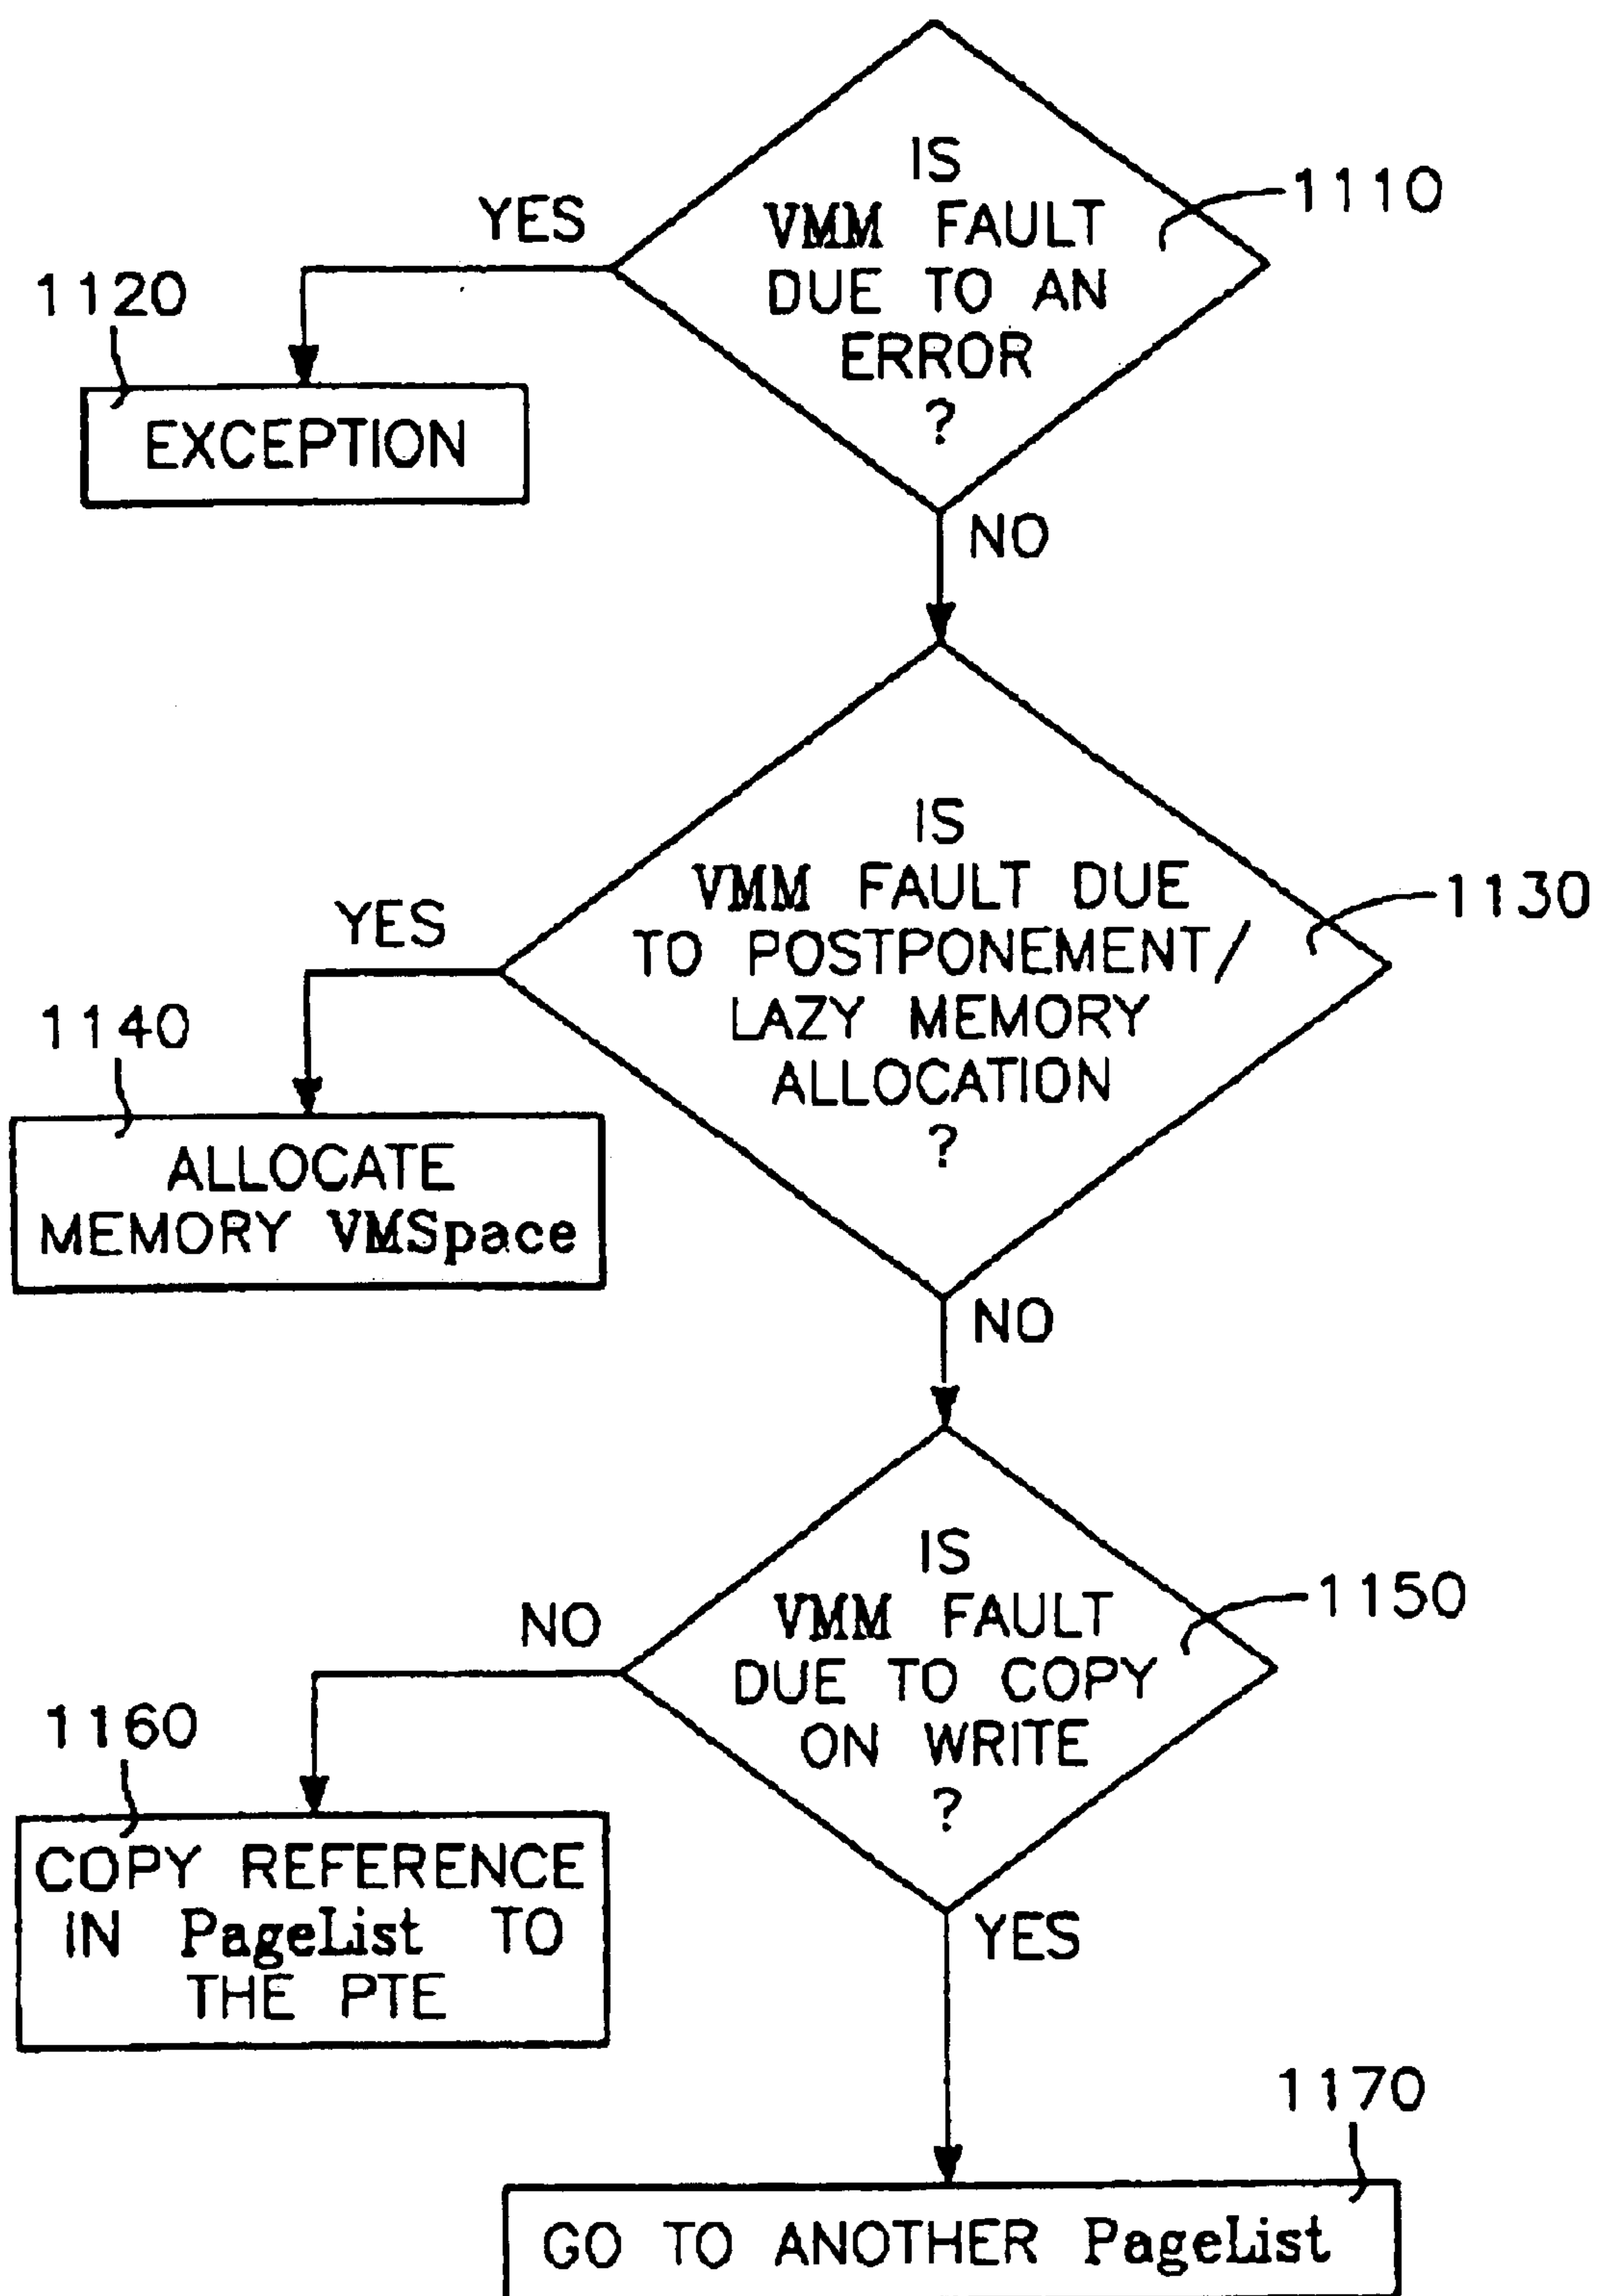 IS
VMM FAULT
DUE TO AN
ERROR
?
1110
YES
1120
EXCEPTION
NO
IS
VMM FAULT DUE
TO POSTPONEMENT/
LAZY MEMORY
ALLOCATION
?
1130
YES
1140
ALLOCATE
MEMORY VMSpace
NO
IS
VMM FAULT
DUE TO COPY
ON WRITE
?
1150
NO
1160
COPY REFERENCE
IN PageList TO
THE PTE
YES
1170
GO TO ANOTHER PageList